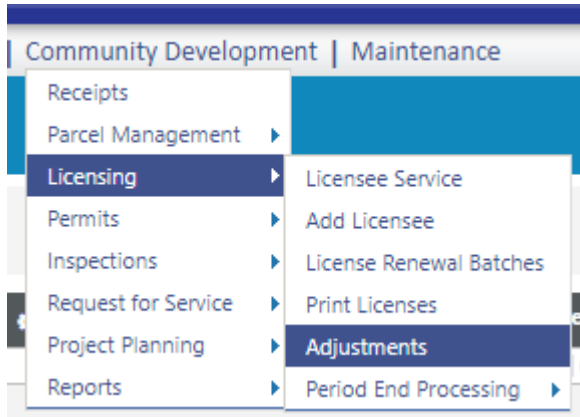 | Community Development | Maintenance
Receipts
Parcel Management
Licensing
Permits
Inspections
Request for Service
Project Planning
Reports
Licensee Service
Add Licensee
License Renewal Batches
Print Licenses
Adjustments
Period End Processing